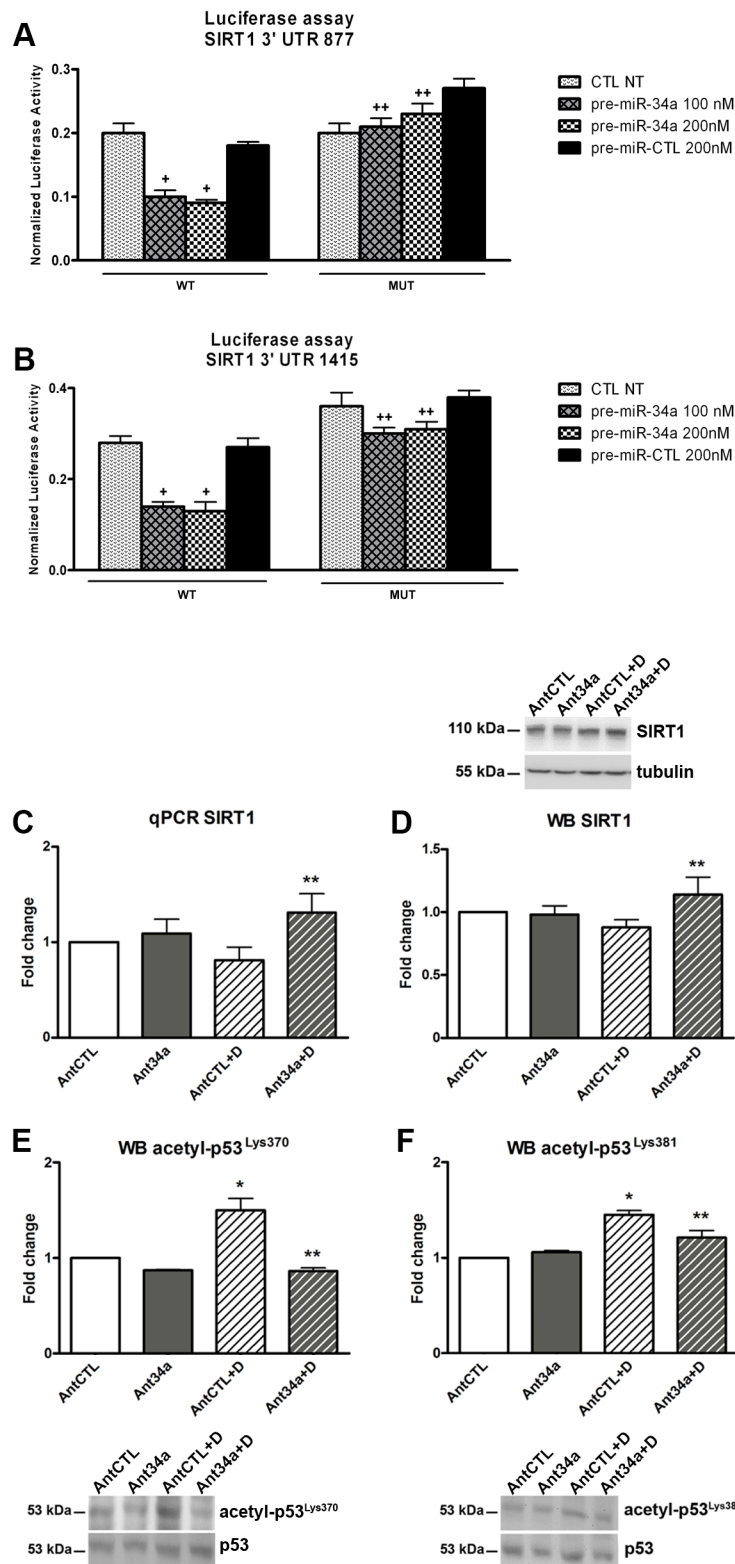 A
Luciferase assay
SIRT1 3' UTR 877
Normalized Luciferase Activity
0.3
0.2
0.1
0.0
+
+
++
++
WT
MUT
CTL NT
pre-miR-34a 100 nM
pre-miR-34a 200nM
pre-miR-CTL 200nM
B
Luciferase assay
SIRT1 3' UTR 1415
Normalized Luciferase Activity
0.4
0.2
0.0
+
+
++
++
WT
MUT
CTL NT
pre-miR-34a 100 nM
pre-miR-34a 200nM
pre-miR-CTL 200nM
AntCTL
Ant34a
AntCTL+D
Ant34a+D
110 kDa
SIRT1
55 kDa
tubulin
C
qPCR SIRT1
Fold change
2
1
0
**
AntCTL
Ant34a
AntCTL+D
Ant34a+D
D
WB SIRT1
Fold change
1.5
1.0
0.5
0
**
AntCTL
Ant34a
AntCTL+D
Ant34a+D
E
WB acetyl-p53Lys370
Fold change
2
1
0
*
**
AntCTL
Ant34a
AntCTL+D
Ant34a+D
AntCTL
Ant34a
AntCTL+D
Ant34a+D
53 kDa
acetyl-p53Lys370
53 kDa
p53
F
WB acetyl-p53Lys381
Fold change
2
1
0
*
**
AntCTL
Ant34a
AntCTL+D
Ant34a+D
AntCTL
Ant34a
AntCTL+D
Ant34a+D
53 kDa
acetyl-p53Lys38
53 kDa
p53